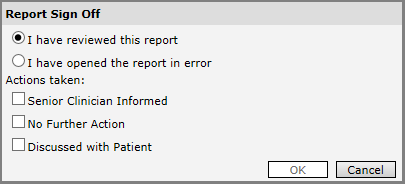 Report Sign Off
I have reviewed this report
I have opened the report in error
Actions taken:
Senior Clinician Informed
No Further Action
Discussed with Patient
OK Cancel